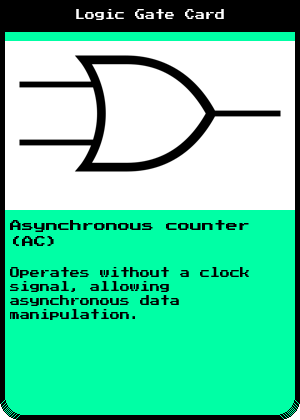 Logic Gate Card
Asynchronous counter
(AC)
Operates without a clock
signal, allowing
asynchronous data
manipulation.